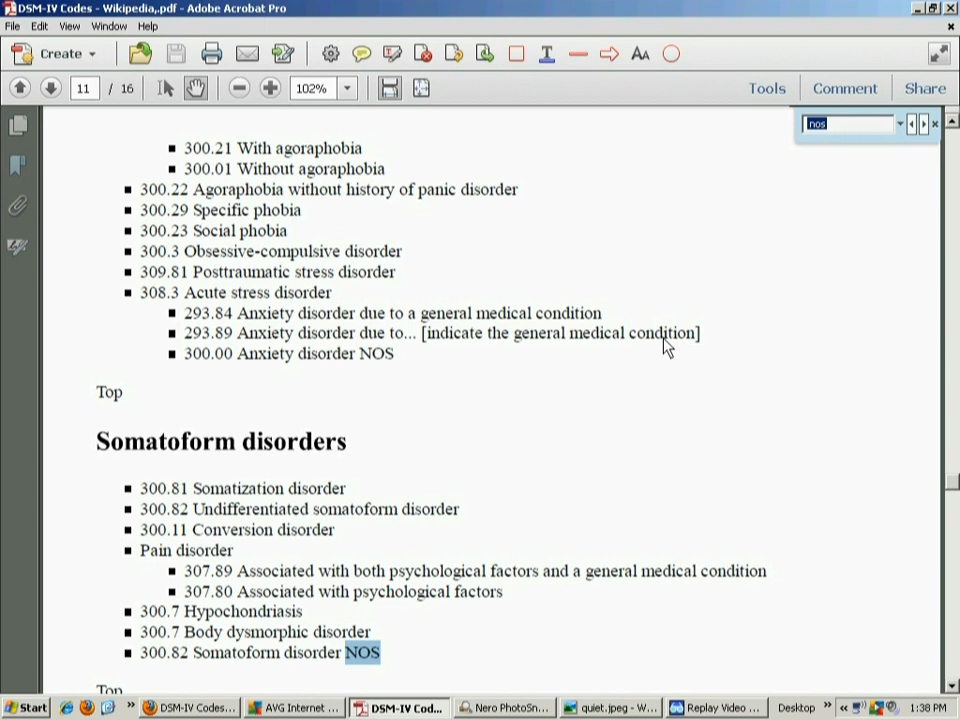 DSM-IV Codes - Wikipedia,.pdf - Adobe Acrobat Pro
File Edit View Window Help
Create
11 / 16 102% Tools Comment Share
nos
300.21 With agoraphobia
300.01 Without agoraphobia
300.22 Agoraphobia without history of panic disorder
300.29 Specific phobia
300.23 Social phobia
300.3 Obsessive-compulsive disorder
309.81 Posttraumatic stress disorder
308.3 Acute stress disorder
293.84 Anxiety disorder due to a general medical condition
293.89 Anxiety disorder due to... [indicate the general medical condition]
300.00 Anxiety disorder NOS
Top
Somatoform disorders
300.81 Somatization disorder
300.82 Undifferentiated somatoform disorder
300.11 Conversion disorder
Pain disorder
307.89 Associated with both psychological factors and a general medical condition
307.80 Associated with psychological factors
300.7 Hypochondriasis
300.7 Body dysmorphic disorder
300.82 Somatoform disorder NOS
Top
Start DSM-IV Codes... AVG Internet ... DSM-IV Cod... Nero PhotoSn... quiet.jpeg - W... Replay Video ... Desktop 1:38 PM